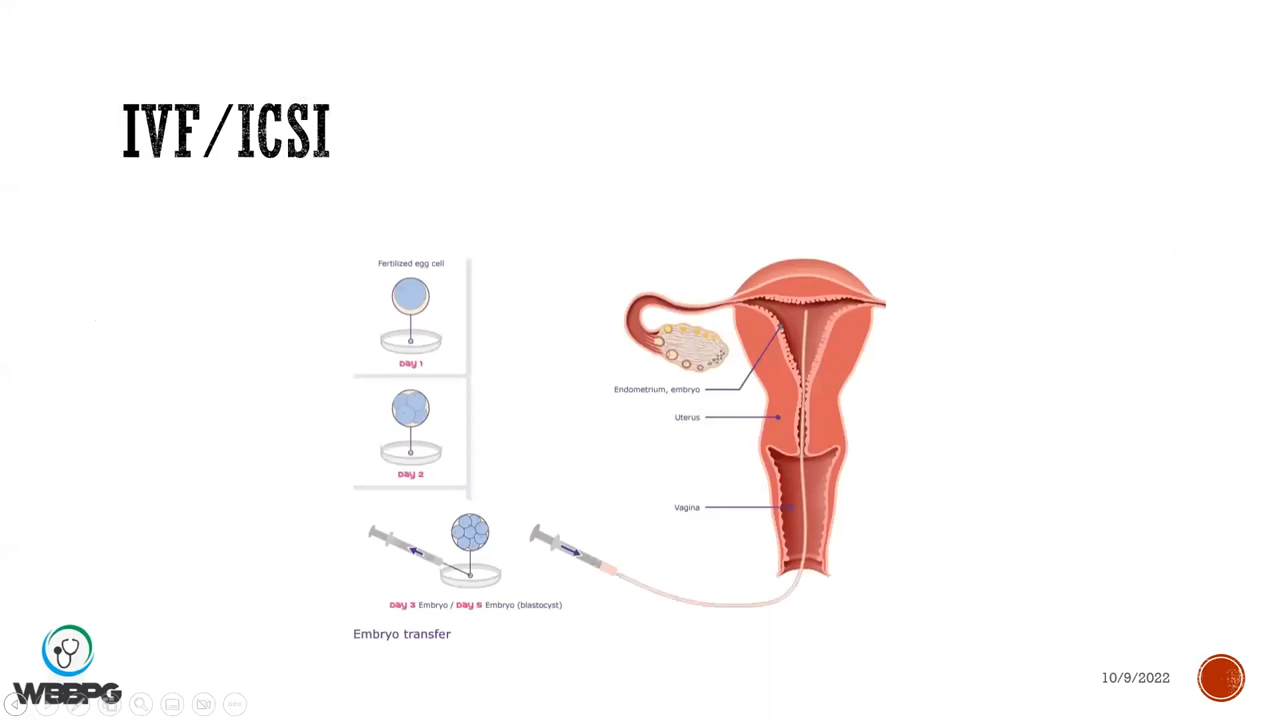 IVF/ICSI
Fertilized egg cell
Day 1
Day 2
Day 3 Embryo / Day 5 Embryo (blastocyst)
Embryo transfer
Endometrium, embryo
Uterus
Vagina
WBBPG
10/9/2022